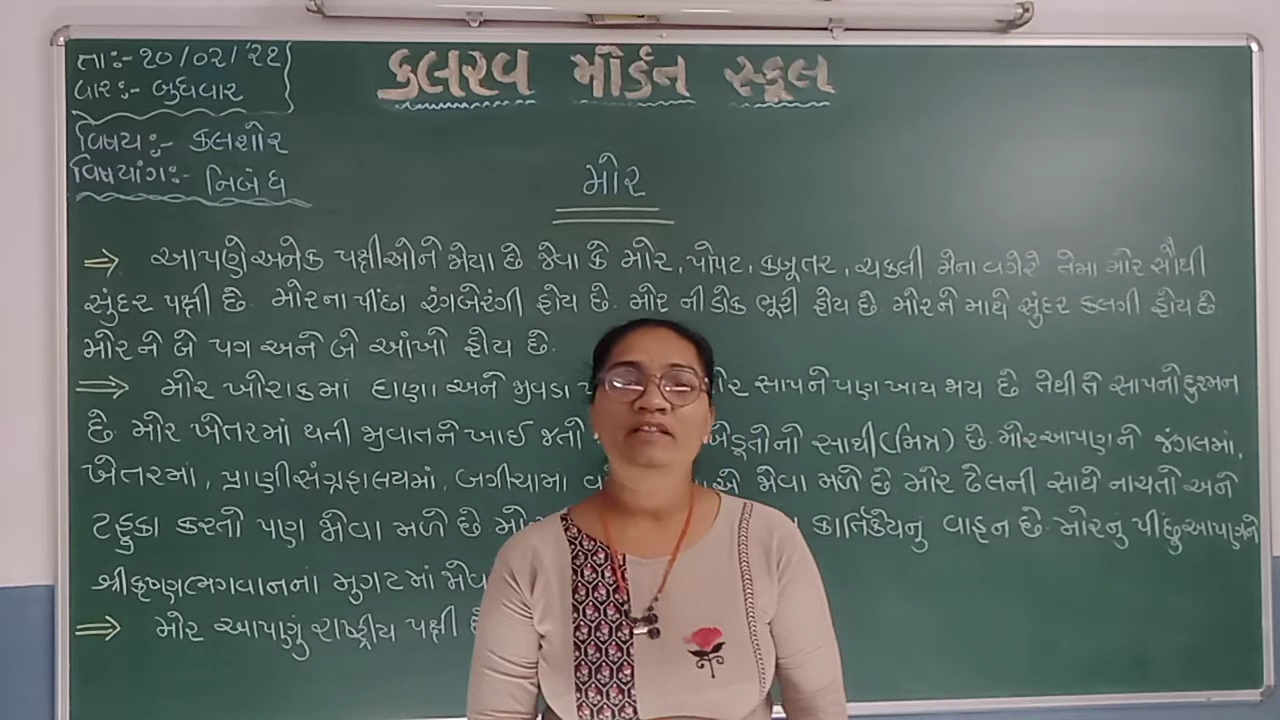 તા:- ૧૦/૦૨/'૨૧
વાર:- બુધવાર
કલરવ મોર્ડન સ્કૂલ
વિષય:- કલશોર
વિષયાંગ:- નિબંધ
મોર
⇒ આપણે અનેક પક્ષીઓને જોયા છે જેવા કે મોર, પોપટ, કબૂતર, ચકલી મેના વગેરે તેમા મોર સૌથી
સુંદર પક્ષી છે. મોરના પીંછા રંગબેરંગી હોય છે. મોર ની ડોક ભૂરી હોય છે મોરને માથે સુંદર કલગી હોય છે
મોરને બે પગ અને બે આંખો હોય છે.
⇒ મોર ખોરાકમાં દાણા અને જીવડા સાપને પણ ખાય જાય છે તેથી તે સાપનો દુશ્મન
છે. મોર ખેતરમાં થતી જીવાતને ખાઈ જતો સાથી(મિત્ર) છે. મોર આપણને જંગલમાં,
ખેતરમાં, પ્રાણીસંગ્રહાલયમાં, બગીચામા જોવા મળે છે મોર ઢેલની સાથે નાચતો અને
ટહુકા કરતો પણ જોવા મળે છે કાર્તિકેયનુ વાહન છે. મોરનુ પીંછુ આપણને
શ્રીકૃષ્ણ ભગવાનનાં મુગટમાં
⇒ મોર આપણું રાષ્ટ્રીય પક્ષી